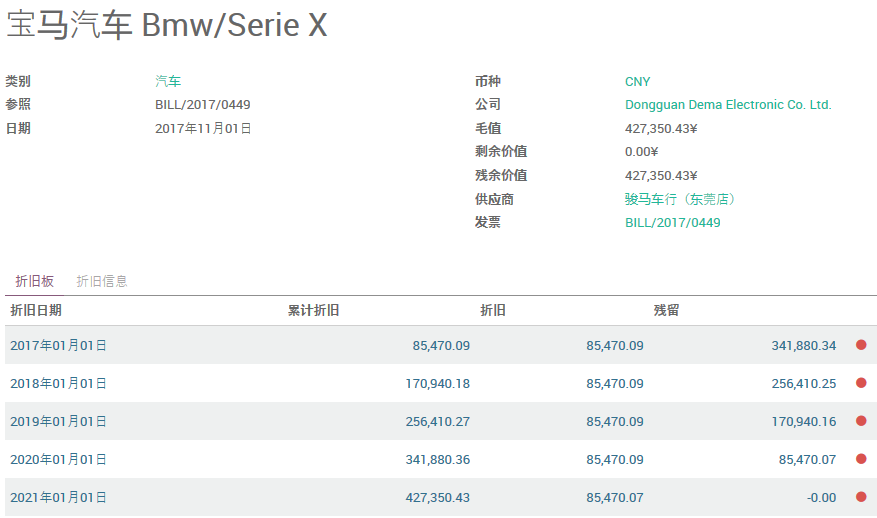 宝马汽车 Bmw/Serie X
类别 汽车 币种 CNY
参照 BILL/2017/0449 公司 Dongguan Dema Electronic Co. Ltd.
日期 2017年11月01日 毛值 427,350.43¥
剩余价值 0.00¥
残余价值 427,350.43¥
供应商 骏马车行（东莞店）
发票 BILL/2017/0449
折旧板 折旧信息
折旧日期 累计折旧 折旧 残留
2017年01月01日 85,470.09 85,470.09 341,880.34
2018年01月01日 170,940.18 85,470.09 256,410.25
2019年01月01日 256,410.27 85,470.09 170,940.16
2020年01月01日 341,880.36 85,470.09 85,470.07
2021年01月01日 427,350.43 85,470.07 -0.00